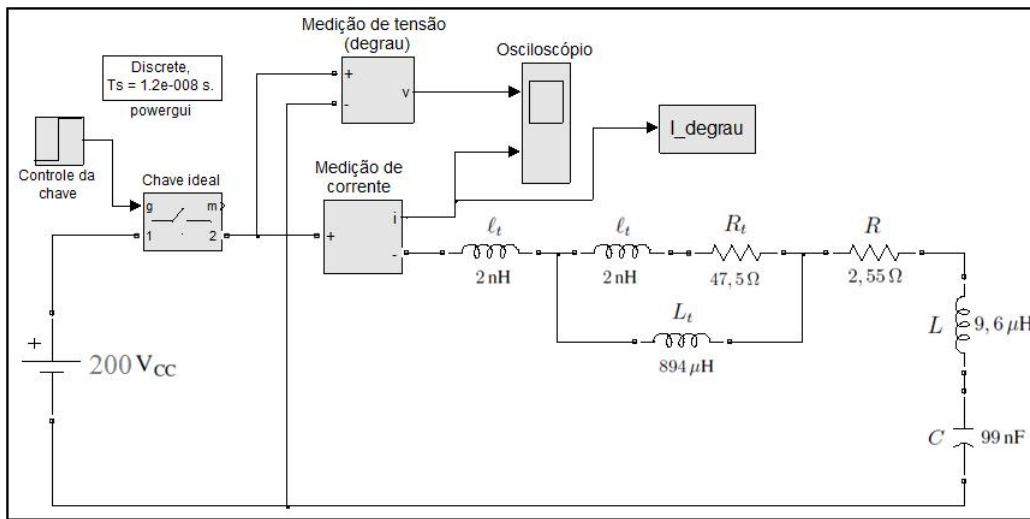 Medição de tensão
(degrau)
Osciloscópio
Discrete,
Ts = 1.2e-008 s.
powergui
+
-
v
I_degrau
Controle da
chave
Chave ideal
g
m
1
2
Medição de
corrente
+
i
-
ℓt
2 nH
ℓt
2 nH
Rt
47,5 Ω
R
2,55 Ω
Lt
894 μH
L
9,6 μH
+
200 VCC
C
99 nF